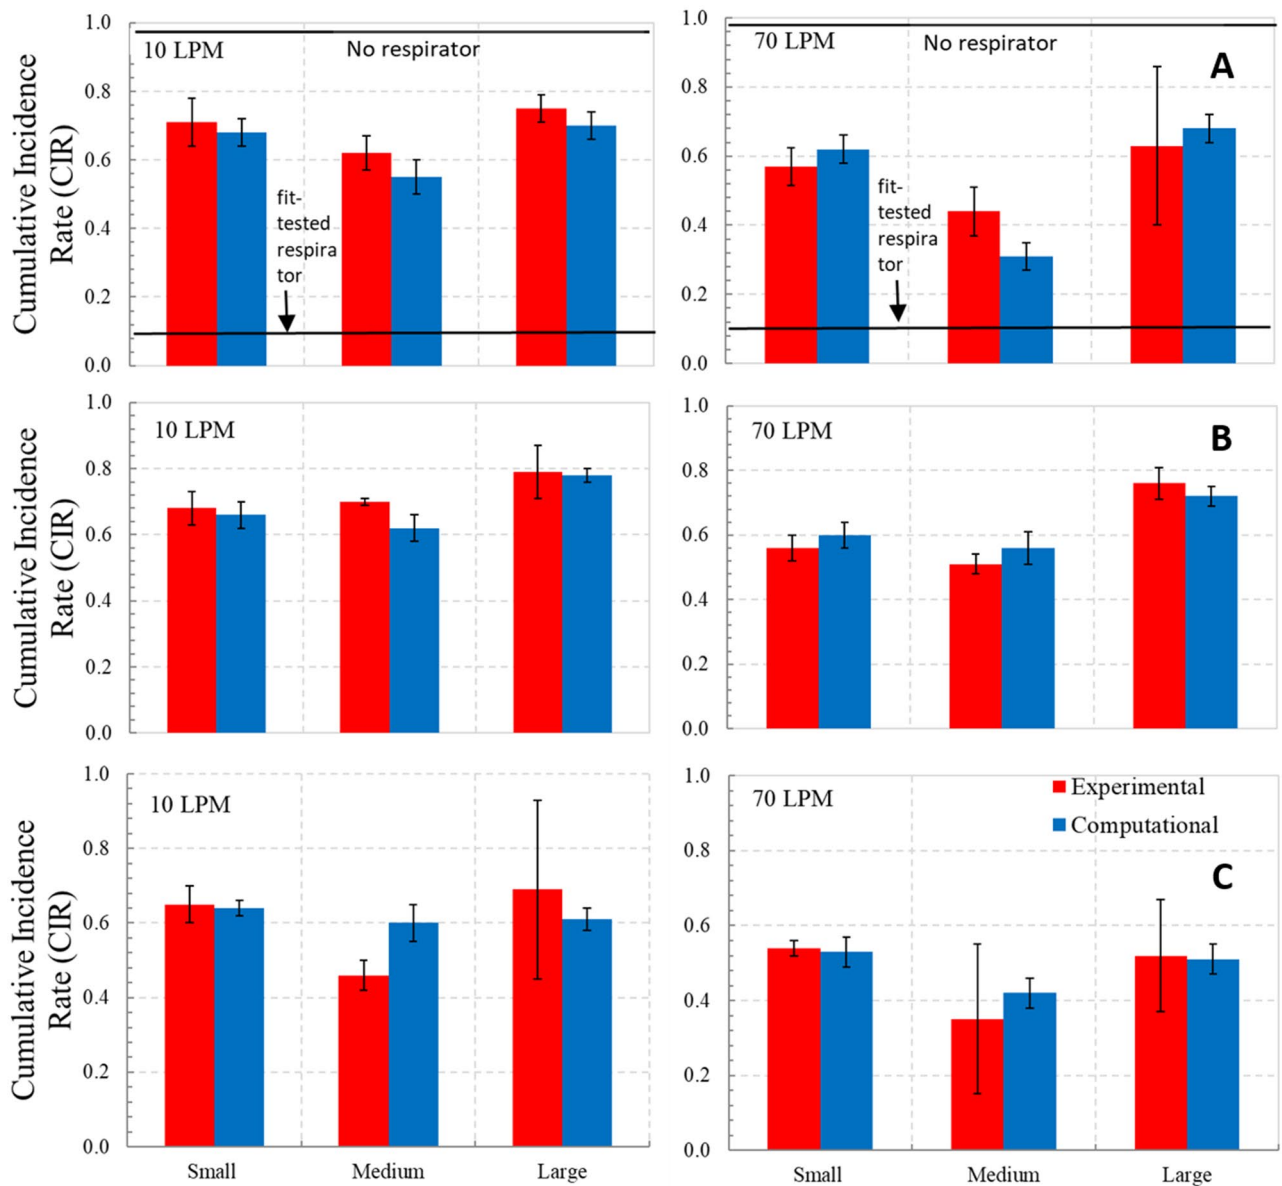 Cumulative Incidence
Rate (CIR)
1.0
0.8
0.6
0.4
0.2
0.0
10 LPM
No respirator
fit-
tested
respira
tor
1.0
0.8
0.6
0.4
0.2
0.0
70 LPM
No respirator
A
fit-
tested
respira
tor
Cumulative Incidence
Rate (CIR)
1.0
0.8
0.6
0.4
0.2
0.0
10 LPM
1.0
0.8
0.6
0.4
0.2
0.0
70 LPM
B
Cumulative Incidence
Rate (CIR)
1.0
0.8
0.6
0.4
0.2
0.0
10 LPM
Small Medium Large
1.0
0.8
0.6
0.4
0.2
0.0
70 LPM
Experimental
Computational
C
Small Medium Large